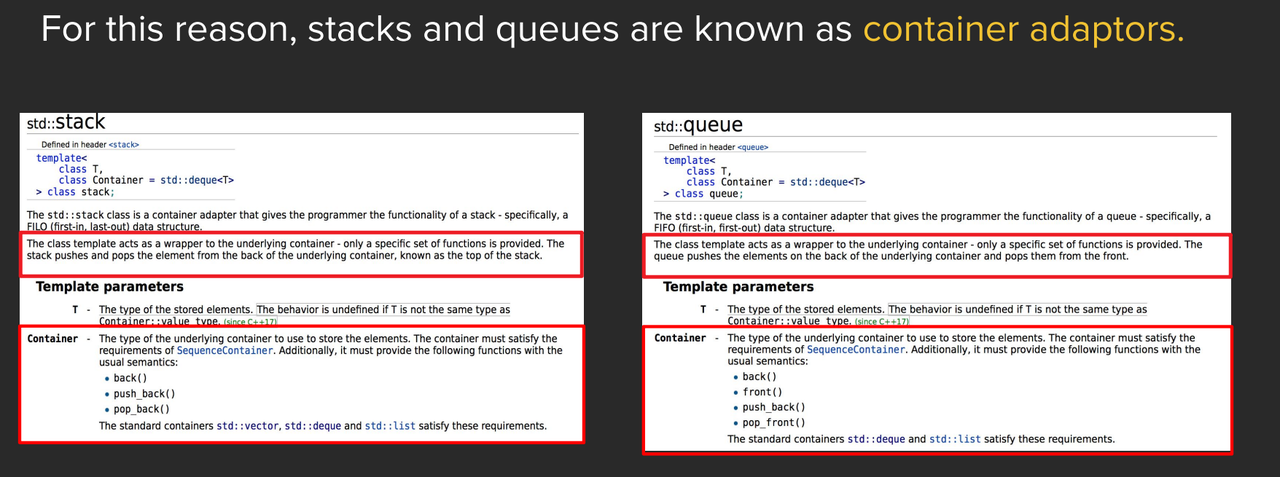 For this reason, stacks and queues are known as container adaptors.
std::stack
Defined in header <stack>
template<
class T,
class Container = std::deque<T>
> class stack;
The std::stack class is a container adapter that gives the programmer the functionality of a stack - specifically, a
FILO (first-in, last-out) data structure.
The class template acts as a wrapper to the underlying container - only a specific set of functions is provided. The
stack pushes and pops the element from the back of the underlying container, known as the top of the stack.
Template parameters
T - The type of the stored elements. The behavior is undefined if T is not the same type as
Container::value_type. (since C++17)
Container - The type of the underlying container to use to store the elements. The container must satisfy the
requirements of SequenceContainer. Additionally, it must provide the following functions with the
usual semantics:
• back()
• push_back()
• pop_back()
The standard containers std::vector, std::deque and std::list satisfy these requirements.
std::queue
Defined in header <queue>
template<
class T,
class Container = std::deque<T>
> class queue;
The std::queue class is a container adapter that gives the programmer the functionality of a queue - specifically, a
FIFO (first-in, first-out) data structure.
The class template acts as a wrapper to the underlying container - only a specific set of functions is provided. The
queue pushes the elements on the back of the underlying container and pops them from the front.
Template parameters
T - The type of the stored elements. The behavior is undefined if T is not the same type as
Container::value_type. (since C++17)
Container - The type of the underlying container to use to store the elements. The container must satisfy the
requirements of SequenceContainer. Additionally, it must provide the following functions with the
usual semantics:
• back()
• front()
• push_back()
• pop_front()
The standard containers std::deque and std::list satisfy these requirements.